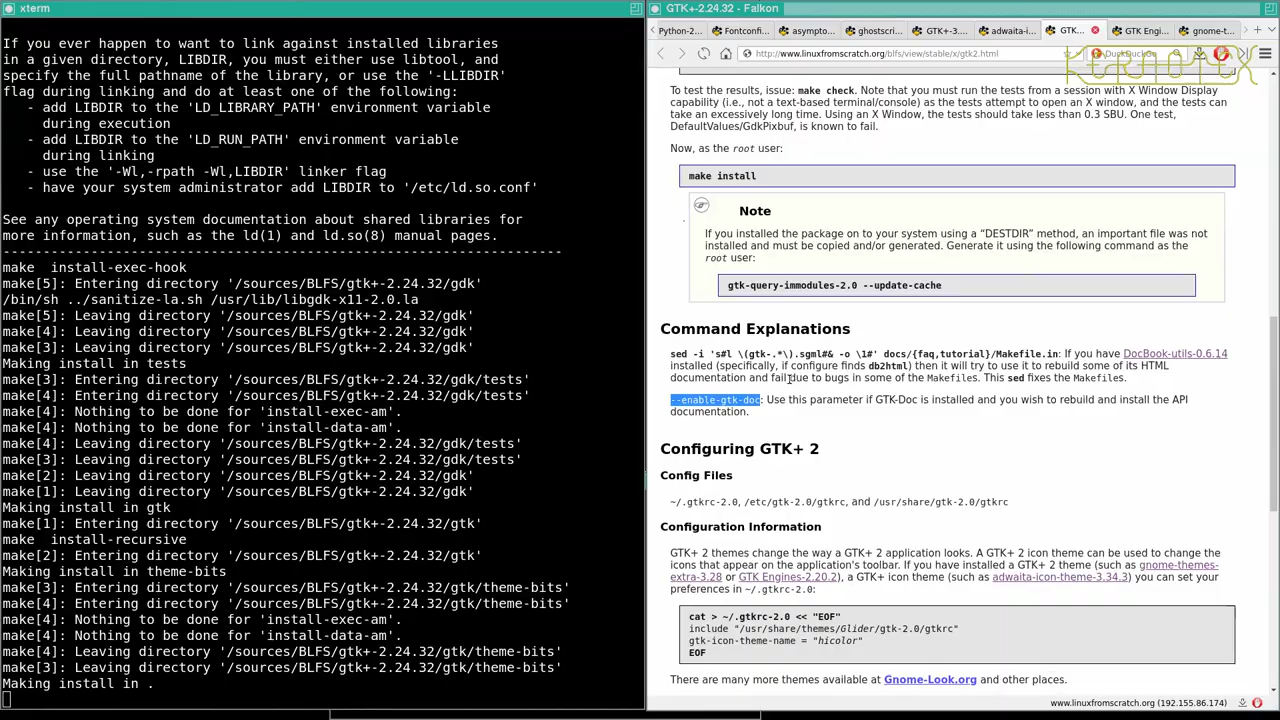 xterm
If you ever happen to want to link against installed libraries
in a given directory, LIBDIR, you must either use libtool, and
specify the full pathname of the library, or use the '-LLIBDIR'
flag during linking and do at least one of the following:
- add LIBDIR to the 'LD_LIBRARY_PATH' environment variable
during execution
- add LIBDIR to the 'LD_RUN_PATH' environment variable
during linking
- use the '-Wl,-rpath -Wl,LIBDIR' linker flag
- have your system administrator add LIBDIR to '/etc/ld.so.conf'
See any operating system documentation about shared libraries for
more information, such as the ld(1) and ld.so(8) manual pages.
----------------------------------------------------------------------
make  install-exec-hook
make[5]: Entering directory '/sources/BLFS/gtk+-2.24.32/gdk'
/bin/sh ../sanitize-la.sh /usr/lib/libgdk-x11-2.0.la
make[5]: Leaving directory '/sources/BLFS/gtk+-2.24.32/gdk'
make[4]: Leaving directory '/sources/BLFS/gtk+-2.24.32/gdk'
make[3]: Leaving directory '/sources/BLFS/gtk+-2.24.32/gdk'
Making install in tests
make[3]: Entering directory '/sources/BLFS/gtk+-2.24.32/gdk/tests'
make[4]: Entering directory '/sources/BLFS/gtk+-2.24.32/gdk/tests'
make[4]: Nothing to be done for 'install-exec-am'.
make[4]: Nothing to be done for 'install-data-am'.
make[4]: Leaving directory '/sources/BLFS/gtk+-2.24.32/gdk/tests'
make[3]: Leaving directory '/sources/BLFS/gtk+-2.24.32/gdk/tests'
make[2]: Leaving directory '/sources/BLFS/gtk+-2.24.32/gdk'
make[1]: Leaving directory '/sources/BLFS/gtk+-2.24.32/gdk'
Making install in gtk
make[1]: Entering directory '/sources/BLFS/gtk+-2.24.32/gtk'
make  install-recursive
make[2]: Entering directory '/sources/BLFS/gtk+-2.24.32/gtk'
Making install in theme-bits
make[3]: Entering directory '/sources/BLFS/gtk+-2.24.32/gtk/theme-bits'
make[4]: Entering directory '/sources/BLFS/gtk+-2.24.32/gtk/theme-bits'
make[4]: Nothing to be done for 'install-exec-am'.
make[4]: Nothing to be done for 'install-data-am'.
make[4]: Leaving directory '/sources/BLFS/gtk+-2.24.32/gtk/theme-bits'
make[3]: Leaving directory '/sources/BLFS/gtk+-2.24.32/gtk/theme-bits'
Making install in .
GTK+-2.24.32 - Falkon
Python-2... Fontconfi... asympto... ghostscri... GTK+-3.... adwaita-i... GTK... GTK Engi... gnome-t...
http://www.linuxfromscratch.org/blfs/view/stable/x/gtk2.html
To test the results, issue: make check. Note that you must run the tests from a session with X Window Display
capability (i.e., not a text-based terminal/console) as the tests attempt to open an X window, and the tests can
take an excessively long time. Using an X Window, the tests should take less than 0.3 SBU. One test,
DefaultValues/GdkPixbuf, is known to fail.
Now, as the root user:
make install
Note
If you installed the package on to your system using a “DESTDIR” method, an important file was not
installed and must be copied and/or generated. Generate it using the following command as the
root user:
gtk-query-immodules-2.0 --update-cache
Command Explanations
sed -i 's#l \(gtk-.*\).sgml#& -o \1#' docs/{faq,tutorial}/Makefile.in: If you have DocBook-utils-0.6.14
installed (specifically, if configure finds db2html) then it will try to use it to rebuild some of its HTML
documentation and fail due to bugs in some of the Makefiles. This sed fixes the Makefiles.
--enable-gtk-doc: Use this parameter if GTK-Doc is installed and you wish to rebuild and install the API
documentation.
Configuring GTK+ 2
Config Files
~/.gtkrc-2.0, /etc/gtk-2.0/gtkrc, and /usr/share/gtk-2.0/gtkrc
Configuration Information
GTK+ 2 themes change the way a GTK+ 2 application looks. A GTK+ 2 icon theme can be used to change the
icons that appear on the application's toolbar. If you have installed a GTK+ 2 theme (such as gnome-themes-
extra-3.28 or GTK Engines-2.20.2), a GTK+ icon theme (such as adwaita-icon-theme-3.34.3) you can set your
preferences in ~/.gtkrc-2.0:
cat > ~/.gtkrc-2.0 << "EOF"
include "/usr/share/themes/Glider/gtk-2.0/gtkrc"
gtk-icon-theme-name = "hicolor"
EOF
There are many more themes available at Gnome-Look.org and other places.
www.linuxfromscratch.org (192.155.86.174)